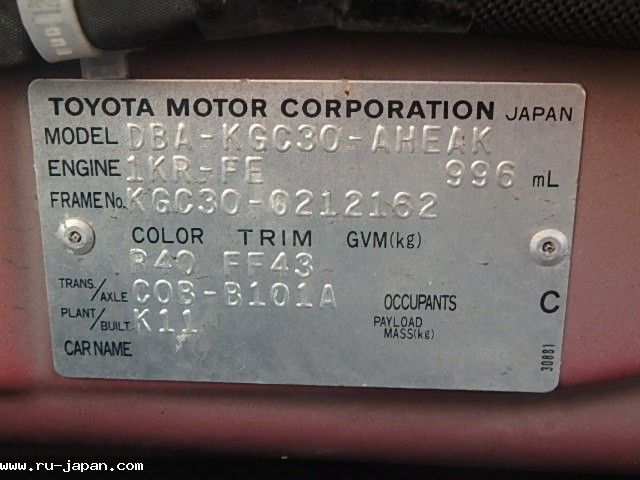 TOYOTA MOTOR CORPORATION JAPAN
MODEL DBA-KGC30-AHEAK
ENGINE 1KR-FE 996 mL
FRAME No. KGC30-0212162
COLOR TRIM GVM(kg)
R40 FF43
TRANS./AXLE C0B-B101A OCCUPANTS C
PLANT/BUILT K11 PAYLOAD MASS(kg)
CAR NAME 30881
www.ru-japan.com